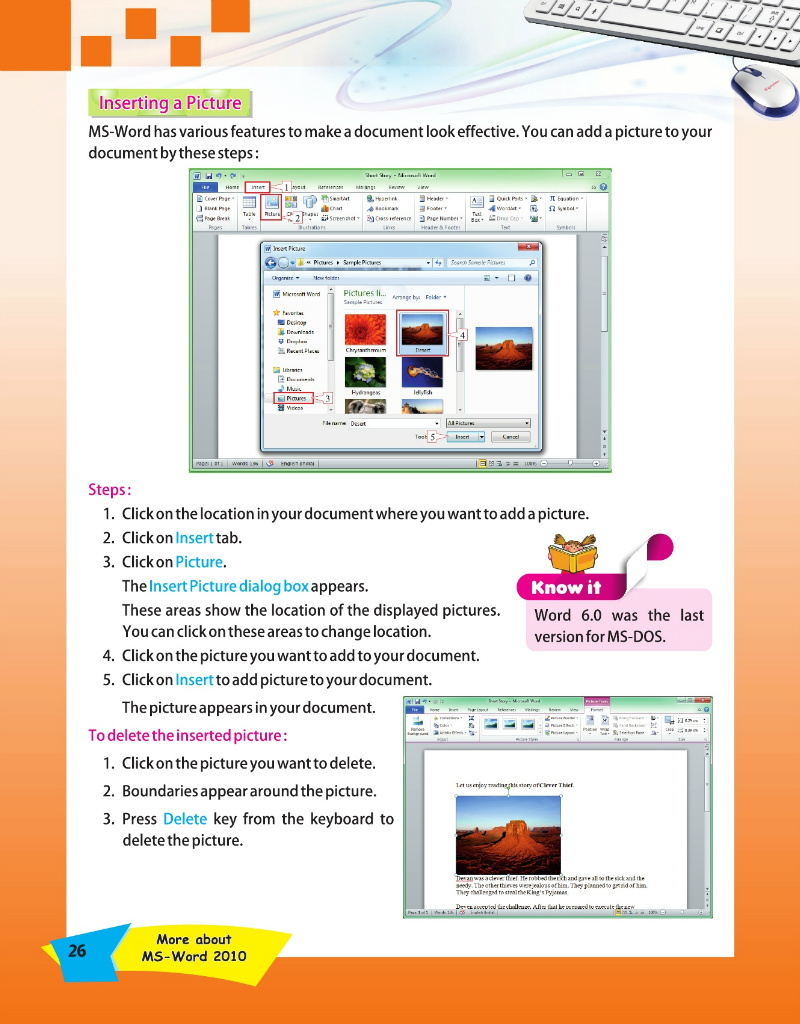 Inserting a Picture
MS-Word has various features to make a document look effective. You can add a picture to your
document by these steps :
Short Story - Microsoft Word
File Home Insert 1 ayout References Mailings Review View
Cover Page
Blank Page
Page Break
Pages
Table
Tables
Picture 2
Shapes
SmartArt
Chart
Screenshot
Illustrations
Hyperlink
Bookmark
Cross-reference
Links
Header
Footer
Page Number
Header & Footer
Text
Box
Quick Parts
WordArt
Drop Cap
Text
Equation
Symbol
Symbols
Insert Picture
Pictures Sample Pictures
Search Sample Pictures
Organize New folder
Microsoft Word
Favorites
Desktop
Downloads
Dropbox
Recent Places
Libraries
Documents
Music
Pictures 3
Videos
Pictures li...
Sample Pictures
Arrange by: Folder
Chrysanthemum
Desert
4
Hydrangeas
Jellyfish
File name: Desert
All Pictures
Tools 5 Insert Cancel
Page: 1 of 1 Words: 136 English (India) 100%
Steps :
1. Click on the location in your document where you want to add a picture.
2. Click on Insert tab.
3. Click on Picture.
The Insert Picture dialog box appears.
These areas show the location of the displayed pictures.
You can click on these areas to change location.
4. Click on the picture you want to add to your document.
5. Click on Insert to add picture to your document.
The picture appears in your document.
Know it
Word 6.0 was the last
version for MS-DOS.
To delete the inserted picture :
1. Click on the picture you want to delete.
2. Boundaries appear around the picture.
3. Press Delete key from the keyboard to
delete the picture.
Short Story - Microsoft Word Picture Tools
File Home Insert Page Layout References Mailings Review View Format
Remove
Background
Corrections
Color
Artistic Effects
Adjust
Picture Styles
Picture Border
Picture Effects
Picture Layout
Position
Wrap
Text
Bring Forward
Send Backward
Selection Pane
Arrange
Crop
Size
Let us enjoy reading this story of Clever Thief.
Devan was a clever thief. He robbed the rich and gave all to the sick and the
needy. The other thieves were jealous of him. They planned to get rid of him.
They challenged to steal the King's Pyjamas.
Deven accepted the challenge. After that he prepared to execute the new
26
More about
MS-Word 2010